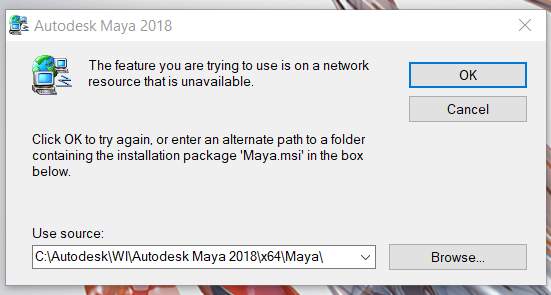 Autodesk Maya 2018
The feature you are trying to use is on a network
resource that is unavailable.
OK
Cancel
Click OK to try again, or enter an alternate path to a folder
containing the installation package 'Maya.msi' in the box
below.
Use source:
C:\Autodesk\WI\Autodesk Maya 2018\x64\Maya\
Browse...